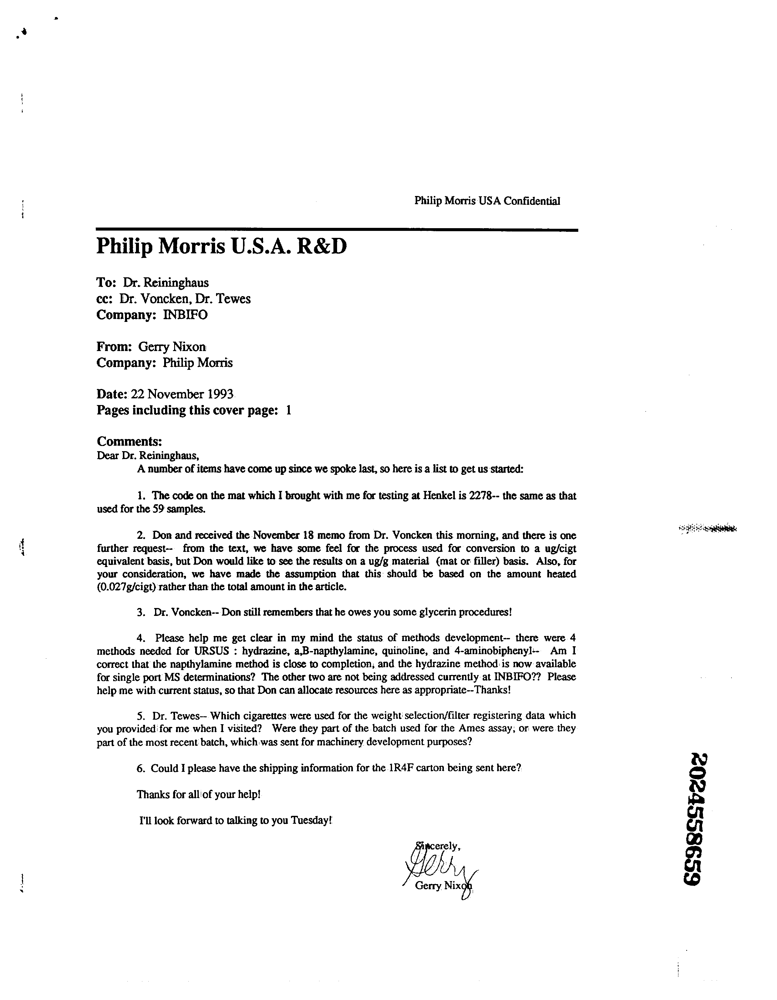 Philip Morris USA Confidential
Philip Morris U.S.A. R&D
To: Dr. Reininghaus
cc: Dr. Voncken, Dr. Tewes
Company: INBIFO
From: Gerry Nixon
Company: Philip Morris
Date: 22 November 1993
Pages including this cover page: 1
Comments:
Dear Dr. Reininghaus,
A number of items have come up since we spoke last, so here is a list to get us started:
1. The code on the mat which I brought with me for testing at Henkel is 2278-- the same as that
used for the 59 samples.
2. Don and received the November 18 memo from Dr. Voncken this morning, and there is one
further request-- from the text, we have some feel for the process used for conversion to a ug/cigt
equivalent basis, but Don would like to see the results on a ug/g material (mat or filler) basis. Also, for
your consideration, we have made the assumption that this should be based on the amount heated
(0.027g/cigt) rather than the total amount in the article.
3. Dr. Voncken-- Don still remembers that he owes you some glycerin procedures!
4. Please help me get clear in my mind the status of methods development-- there were 4
methods needed for URSUS : hydrazine, a,B-napthylamine, quinoline, and 4-aminobiphenyl-- Am I
correct that the napthylamine method is close to completion, and the hydrazine method is now available
for single port MS determinations? The other two are not being addressed currently at INBIFO?? Please
help me with current status, so that Don can allocate resources here as appropriate--Thanks!
5. Dr. Tewes-- Which cigarettes were used for the weight selection/filter registering data which
you provided for me when I visited? Were they part of the batch used for the Ames assay, or were they
part of the most recent batch, which was sent for machinery development purposes?
6. Could I please have the shipping information for the 1R4F carton being sent here?
Thanks for all of your help!
I'll look forward to talking to you Tuesday!
Sincerely,
Gerry
Gerry Nixon
2024558659